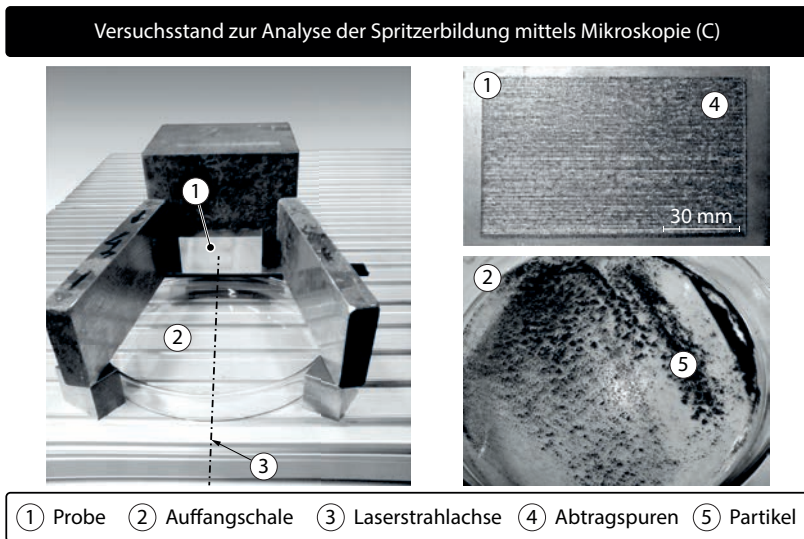 Versuchsstand zur Analyse der Spritzerbildung mittels Mikroskopie (C)
1
2
3
1
4
30 mm
2
5
1 Probe 2 Auffangschale 3 Laserstrahlachse 4 Abtragspuren 5 Partikel